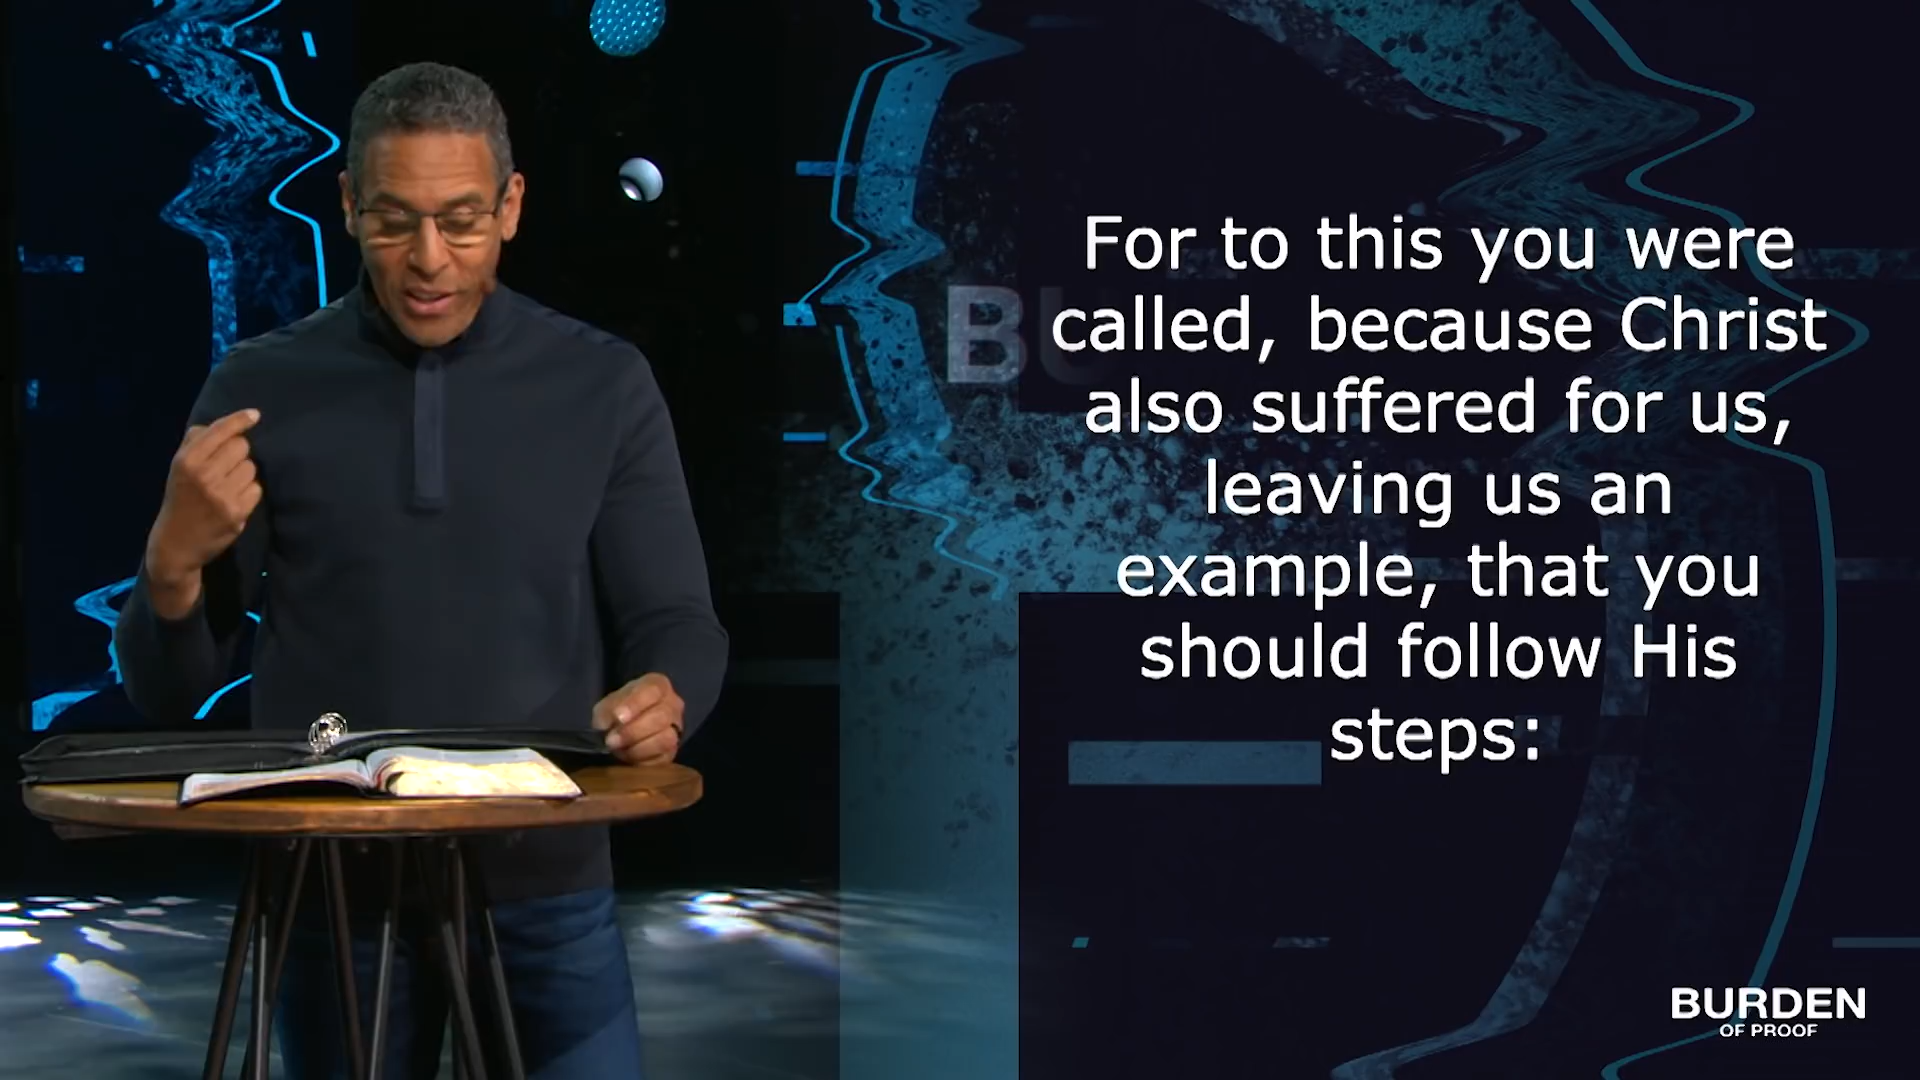 For to this you were
called, because Christ
also suffered for us,
leaving us an
example, that you
should follow His
steps:
BU
BURDEN
OF PROOF